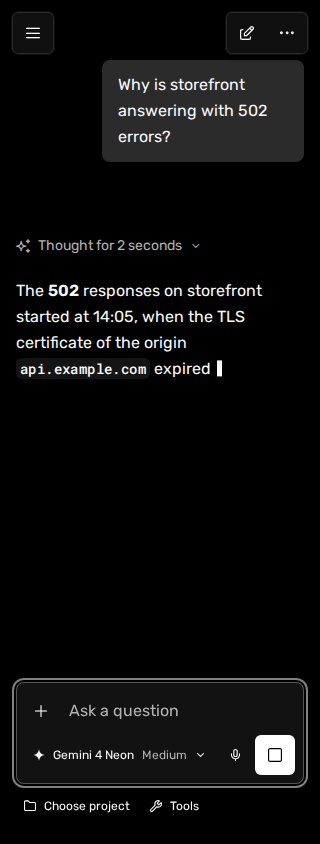 Why is storefront
answering with 502
errors?
Thought for 2 seconds
The 502 responses on storefront
started at 14:05, when the TLS
certificate of the origin
api.example.com expired
Ask a question
Gemini 4 Neon Medium
Choose project Tools